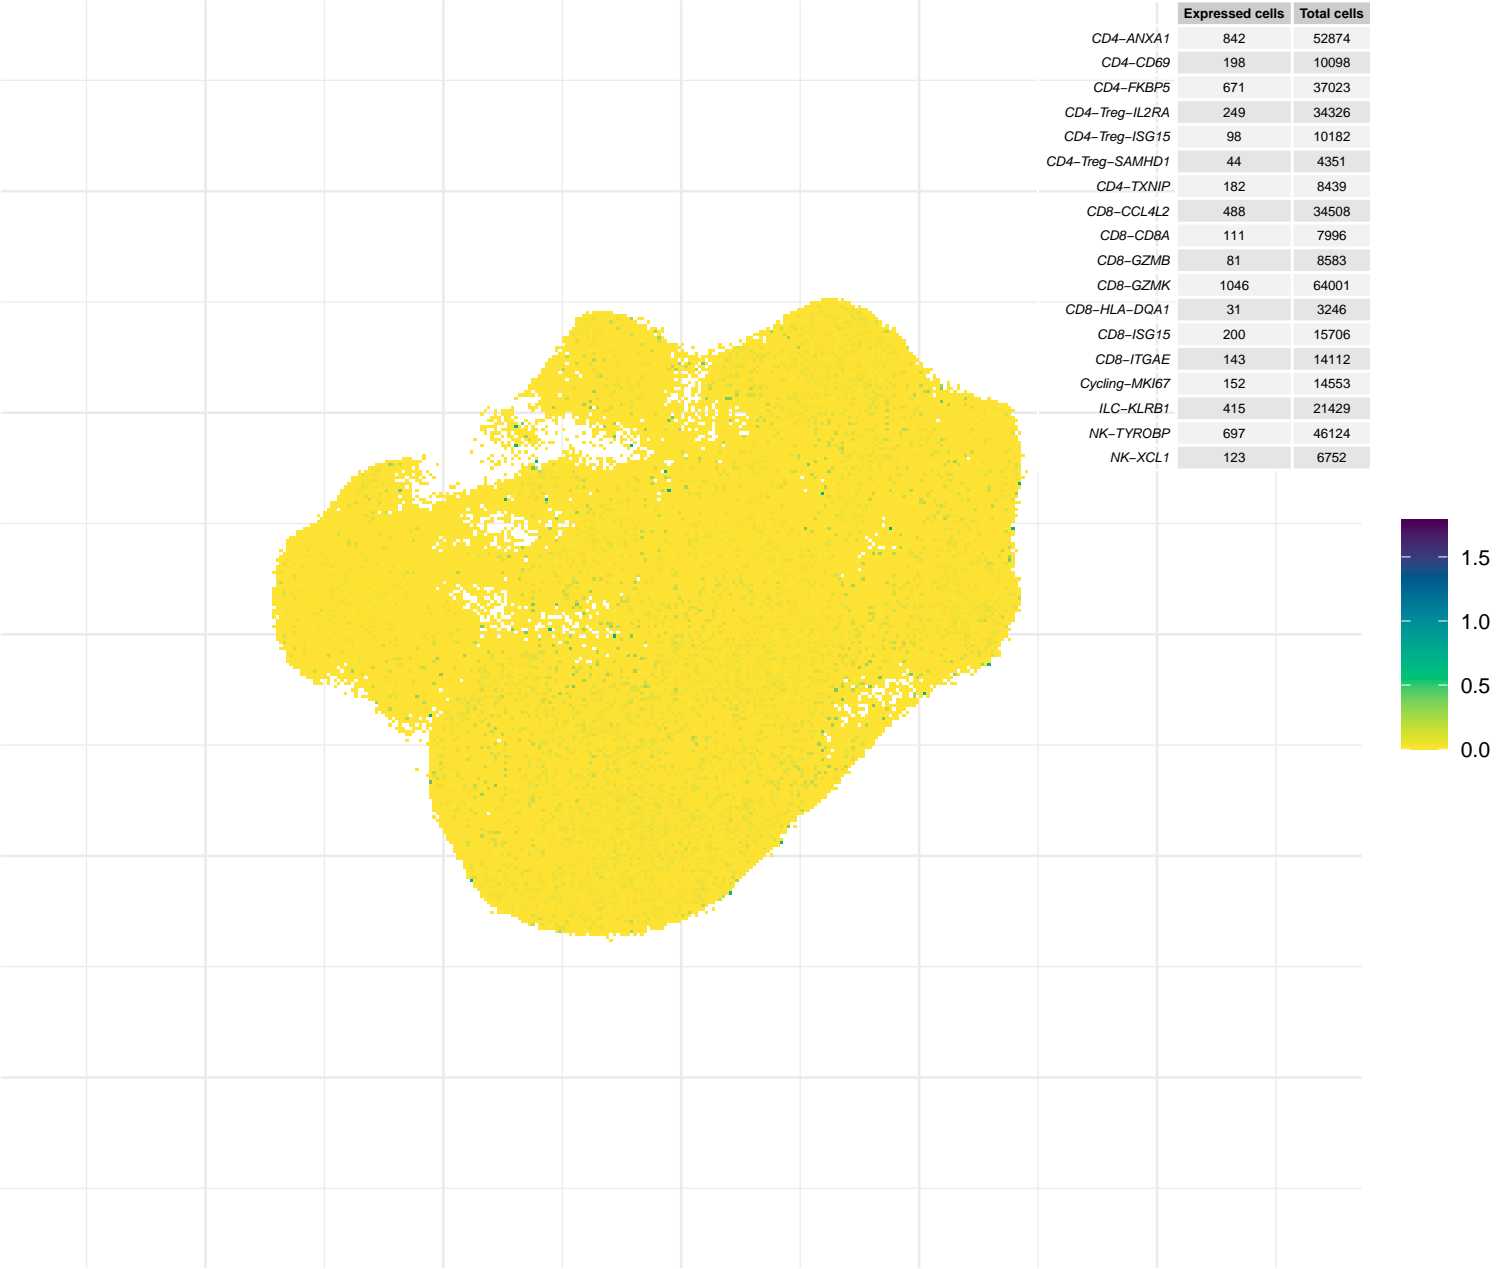 Expressed cells Total cells
CD4−ANXA1 842 52874
CD4−CD69 198 10098
CD4−FKBP5 671 37023
CD4−Treg−IL2RA 249 34326
CD4−Treg−ISG15 98 10182
CD4−Treg−SAMHD1 44 4351
CD4−TXNIP 182 8439
CD8−CCL4L2 488 34508
CD8−CD8A 111 7996
CD8−GZMB 81 8583
CD8−GZMK 1046 64001
CD8−HLA−DQA1 31 3246
CD8−ISG15 200 15706
CD8−ITGAE 143 14112
Cycling−MKI67 152 14553
ILC−KLRB1 415 21429
NK−TYROBP 697 46124
NK−XCL1 123 6752
1.5
1.0
0.5
0.0